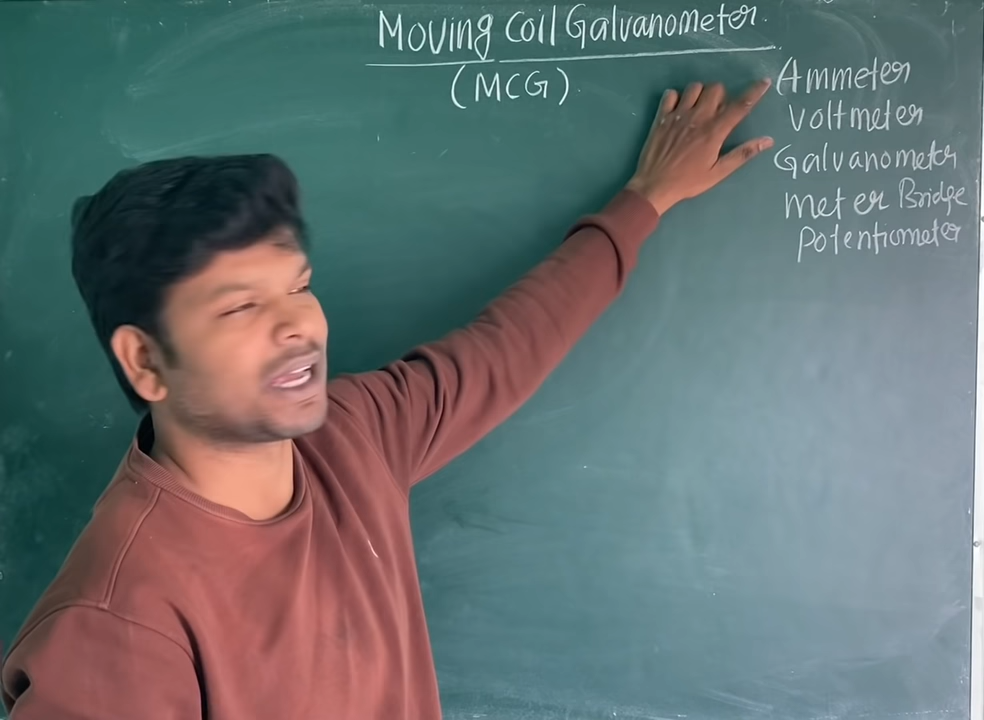 Moving Coil Galvanometer.
(MCG)
Ammeter
Voltmeter
Galvanometer
meter Bridge
Potentiometer